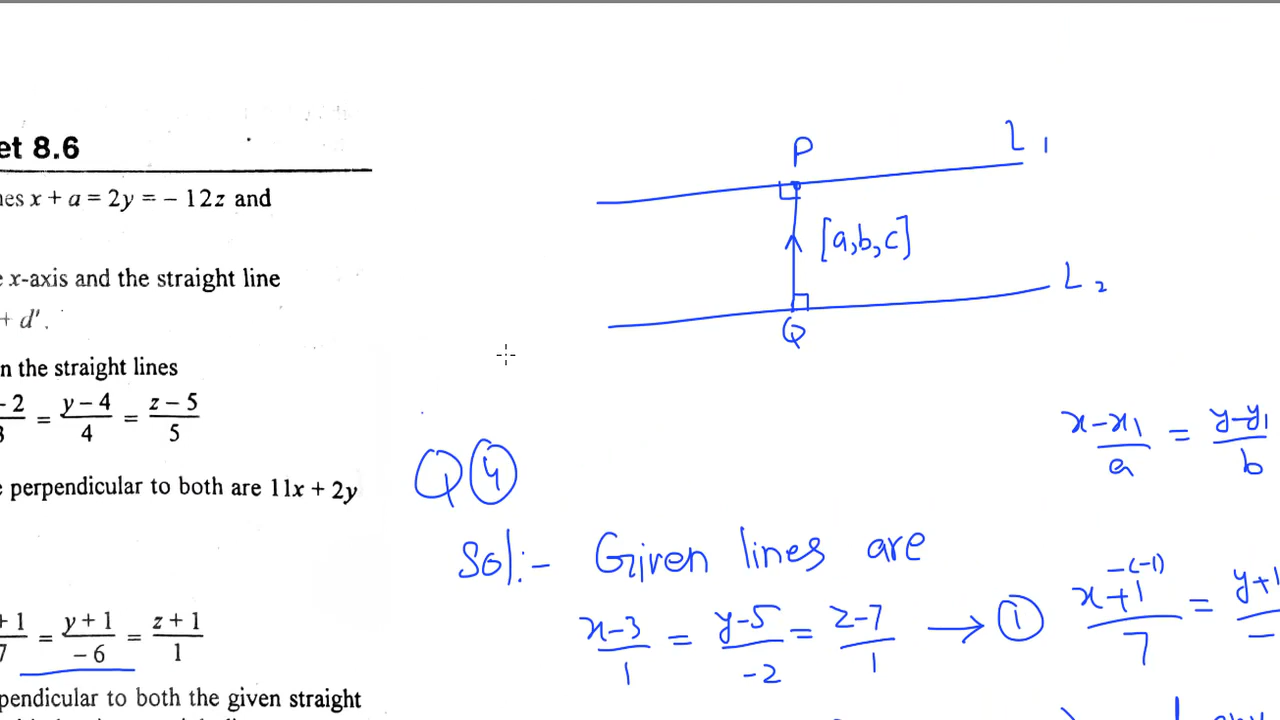 et 8.6
nes x + a = 2y = – 12z and
e x-axis and the straight line
+ d'.
n the straight lines
-2/3 = y – 4/4 = z – 5/5
e perpendicular to both are 11x + 2y
+ 1/7 = y + 1/– 6 = z + 1/1
pendicular to both the given straight
P
L1
[a,b,c]
L2
Q
x-x1/a = y-y1/b
Q④
Sol:- Given lines are
-(-1)
x-3/1 = y-5/-2 = z-7/1 → ① x+1/7 = y+1/-